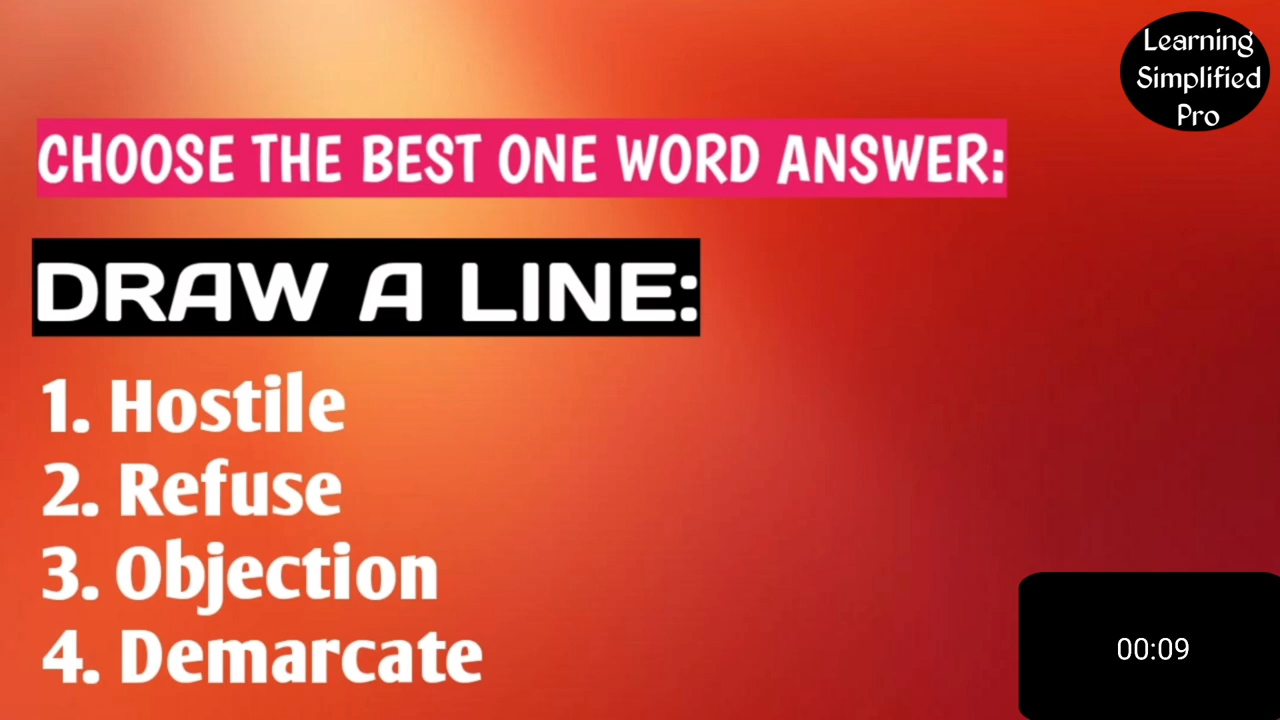 Learning
Simplified
Pro
CHOOSE THE BEST ONE WORD ANSWER:
DRAW A LINE:
1. Hostile
2. Refuse
3. Objection
4. Demarcate
00:09